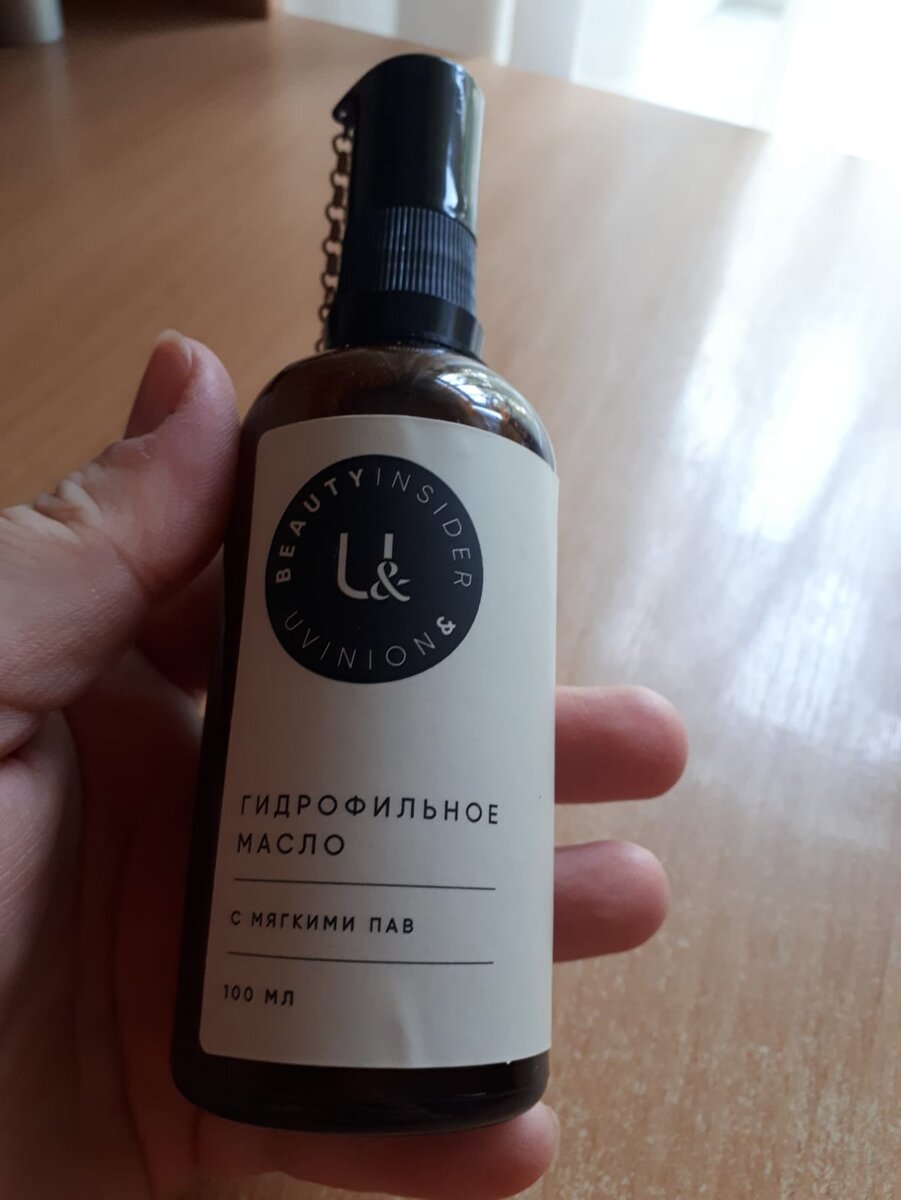 BEAUTYINSIDER
& UVINION
U&
ГИДРОФИЛЬНОЕ
МАСЛО
С МЯГКИМИ ПАВ
100 МЛ